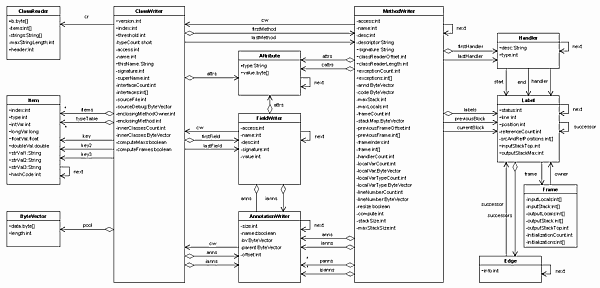 ClassReader
+b:byte[]
-items:int[]
-strings:String[]
-maxStringLength:int
+header:int
cr
Item
+index:int
+type:int
+intVal:int
+longVal:long
+floatVal:float
+doubleVal:double
+strVal1:String
+strVal2:String
+strVal3:String
+hashCode:int
next
ByteVector
+data:byte[]
+length:int
items
typeTable
key
key2
key3
pool
ClassWriter
+version:int
+index:int
+threshold:int
-typeCount:short
-access:int
-name:int
+thisName:String
-signature:int
-superName:int
-interfaceCount:int
-interfaces:int[]
-sourceFile:int
-sourceDebug:ByteVector
-enclosingMethodOwner:int
-enclosingMethod:int
-innerClassesCount:int
-innerClasses:ByteVector
-computeMaxs:boolean
-computeFrames:boolean
cw
firstMethod
lastMethod
attrs
cw
firstField
lastField
anns
ianns
cw
anns
ianns
Attribute
+type:String
-value:byte[]
next
attrs
FieldWriter
-access:int
-name:int
-desc:int
-signature:int
-value:int
next
AnnotationWriter
-size:int
-named:boolean
-bv:ByteVector
-parent:ByteVector
-offset:int
next
attrs
cattrs
anns
ianns
panns
ipanns
MethodWriter
-access:int
-name:int
-desc:int
-descriptor:String
-signature:String
-classReaderOffset:int
-classReaderLength:int
-exceptionCount:int
-exceptions:int[]
-annd:ByteVector
-code:ByteVector
-maxStack:int
-maxLocals:int
-frameCount:int
-stackMap:ByteVector
-previousFrameOffset:int
-previousFrame:int[]
-frameIndex:int
-frame:int[]
-handlerCount:int
-localVarCount:int
-localVar:ByteVector
-localVarTypeCount:int
-localVarType:ByteVector
-lineNumberCount:int
-lineNumber:ByteVector
-resize:boolean
-compute:int
-stackSize:int
-maxStackSize:int
next
firstHandler
lastHandler
labels
previousBlock
currentBlock
Handler
-desc:String
-type:int
next
start
end
handler
Label
-status:int
-line:int
-position:int
-referenceCount:int
-srcAndRefPositions:int[]
-inputStackTop:int
-outputStackMax:int
next
successor
frame
owner
successor
successors
Frame
-inputLocals:int[]
-inputStack:int[]
-outputLocals:int[]
-outputStack:int[]
-outputStackTop:int
-initializationCount:int
-initializations:int[]
Edge
-info:int
next